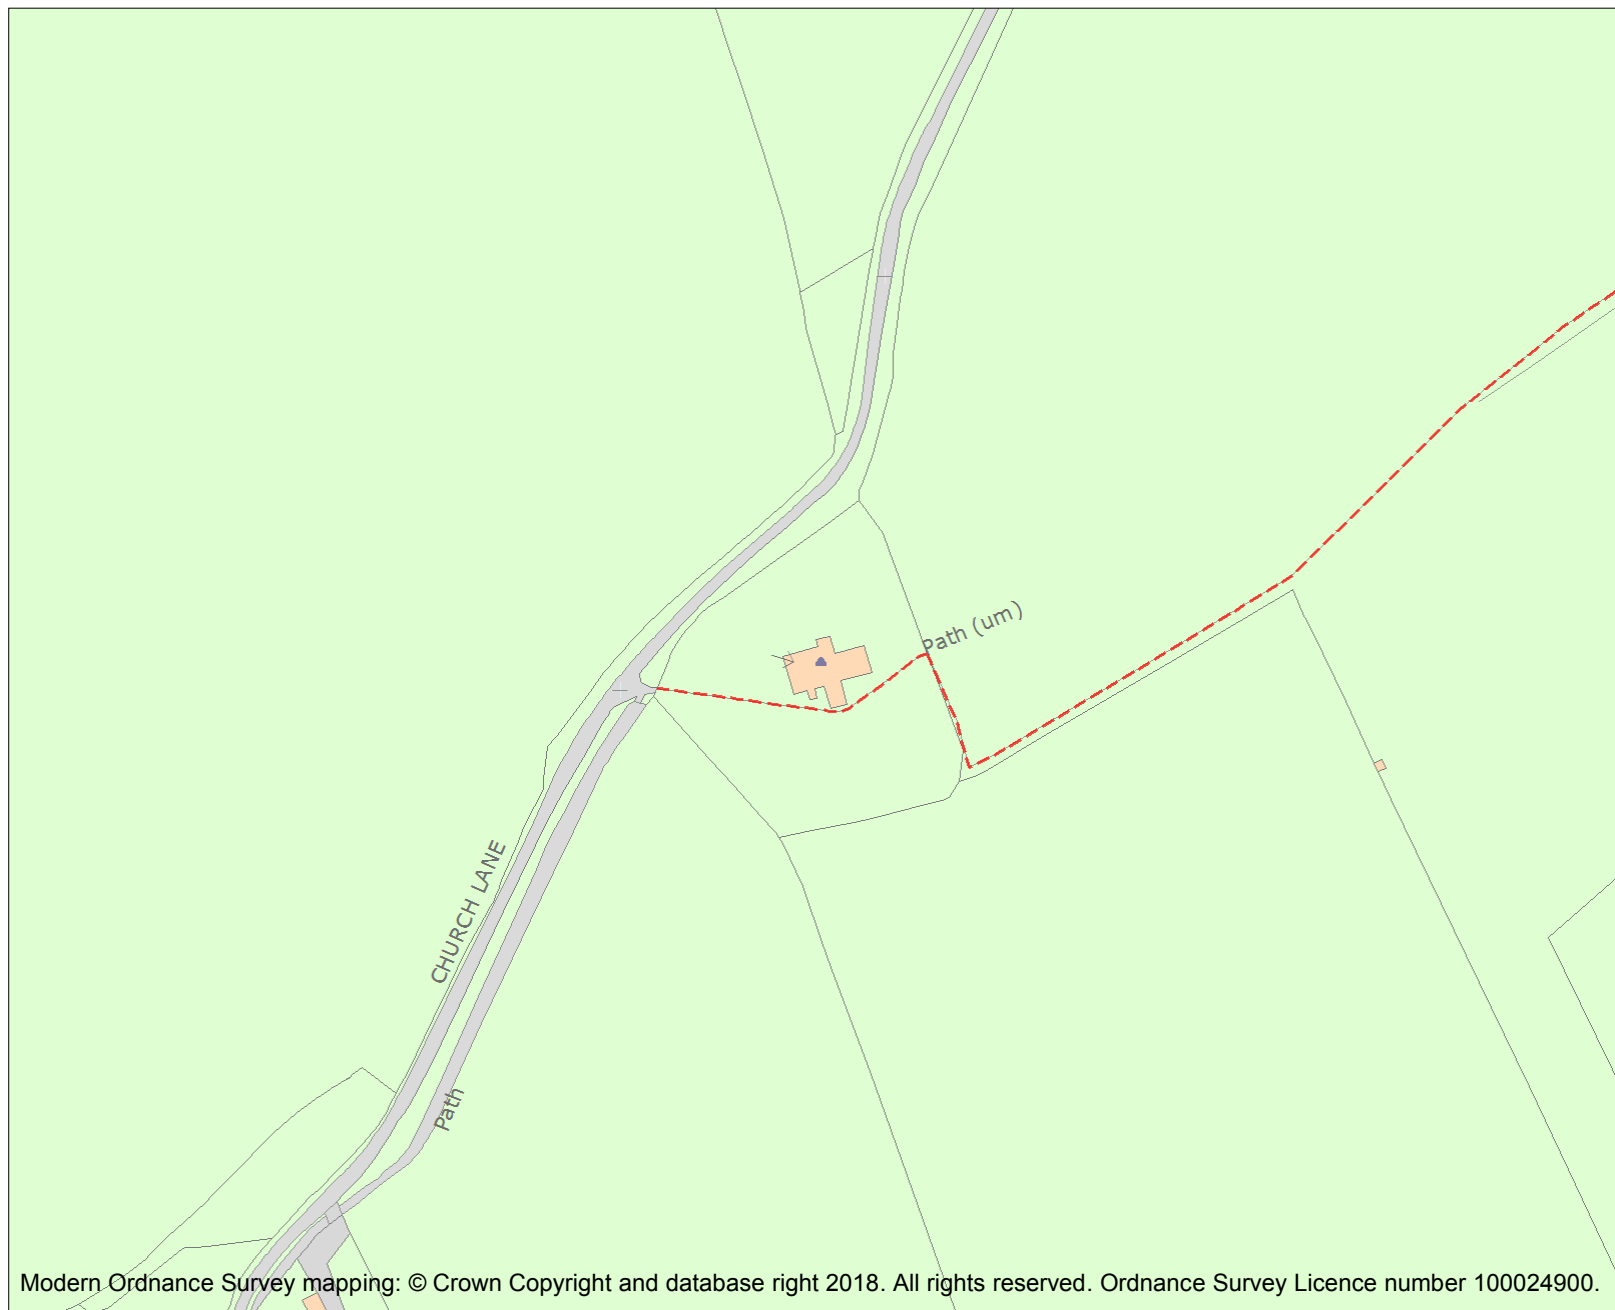 Path (um)
CHURCH LANE
Path
Modern Ordnance Survey mapping: © Crown Copyright and database right 2018. All rights reserved. Ordnance Survey Licence number 100024900.